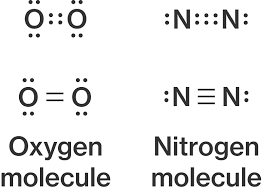 Ö::Ö :N:::N:
Ö=Ö :N≡N:
Oxygen Nitrogen
molecule molecule